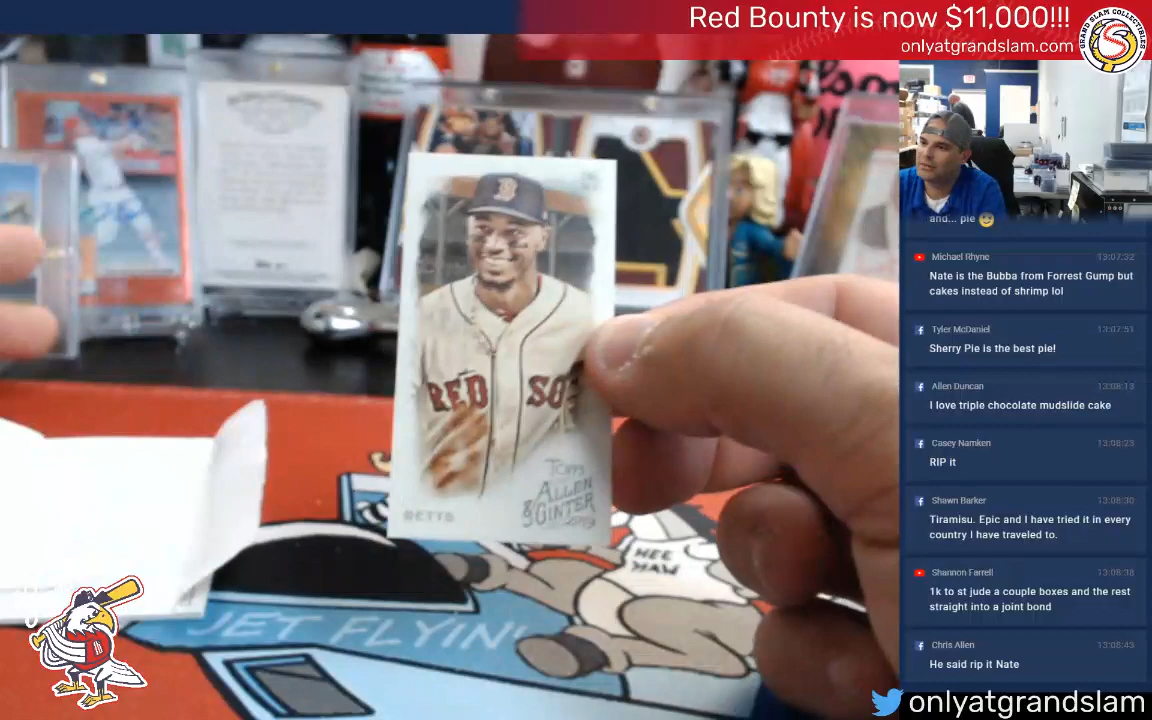 Red Bounty is now $11,000!!!
onlyatgrandslam.com
GRAND SLAM COLLECTIBLES
and... pie
Michael Rhyne 13:07:32
Nate is the Bubba from Forrest Gump but
cakes instead of shrimp lol
Tyler McDaniel 13:07:51
Sherry Pie is the best pie!
Allen Duncan 13:08:13
I love triple chocolate mudslide cake
Casey Namken 13:08:23
RIP it
Shawn Barker 13:08:30
Tiramisu. Epic and I have tried it in every
country I have traveled to.
Shannon Farrell 13:08:38
1k to st jude a couple boxes and the rest
straight into a joint bond
Chris Allen 13:08:43
He said rip it Nate
onlyatgrandslam
B
RED SOX
TOPPS
ALLEN
& GINTER
2019
BETTS
HEE
HAW
JET FLYIN'